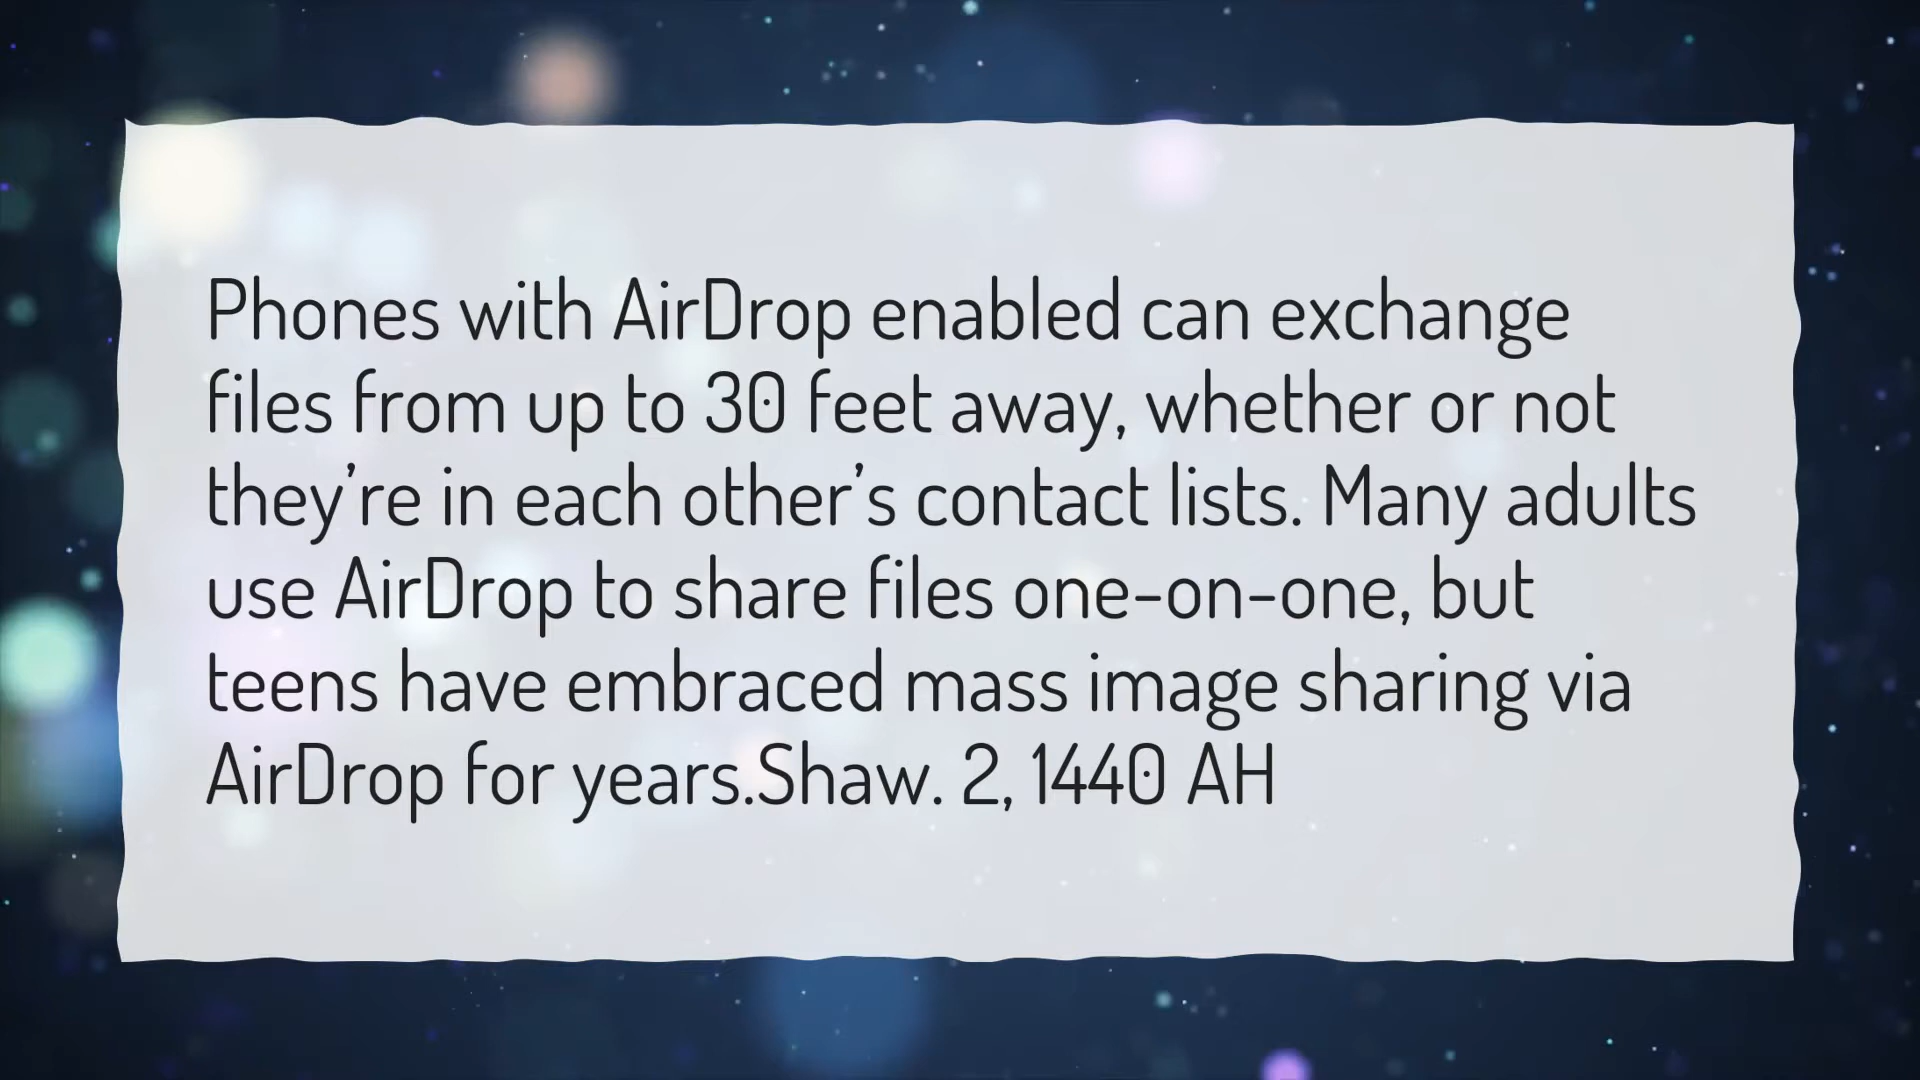 Phones with AirDrop enabled can exchange
files from up to 30 feet away, whether or not
they’re in each other’s contact lists. Many adults
use AirDrop to share files one-on-one, but
teens have embraced mass image sharing via
AirDrop for years.Shaw. 2, 1440 AH